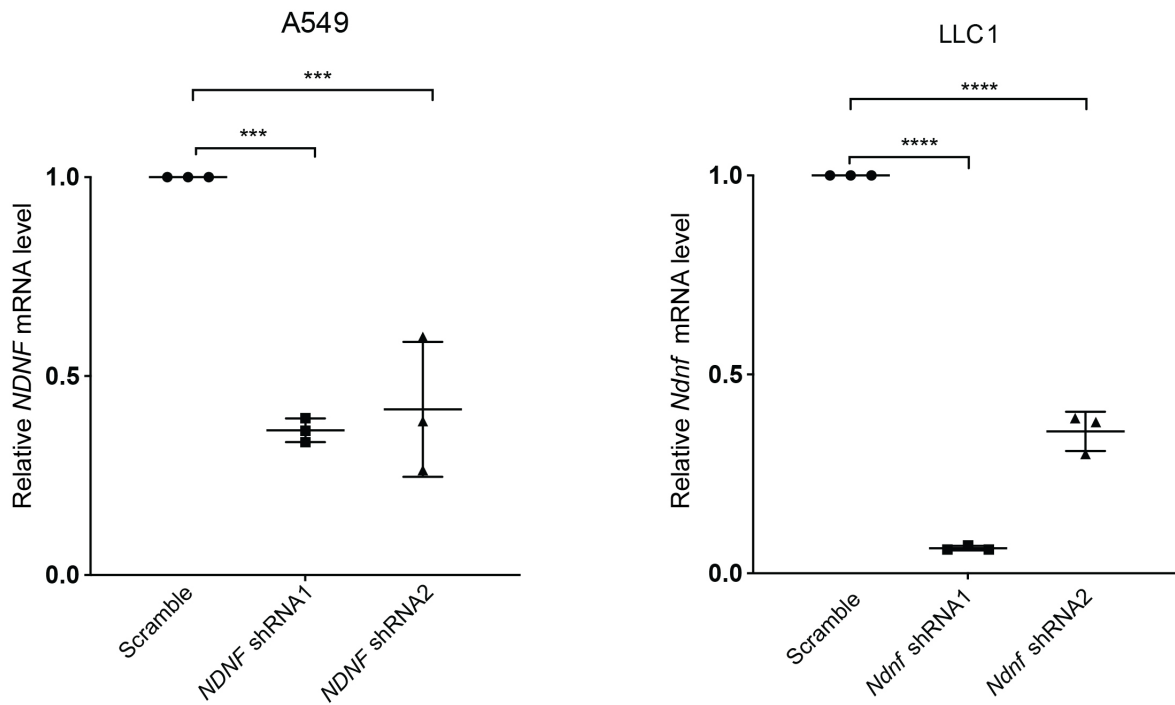 A549
***
***
1.0
0.5
0.0
Relative NDNF mRNA level
Scramble
NDNF shRNA1
NDNF shRNA2
LLC1
****
****
1.0
0.5
0.0
Relative Ndnf mRNA level
Scramble
Ndnf shRNA1
Ndnf shRNA2